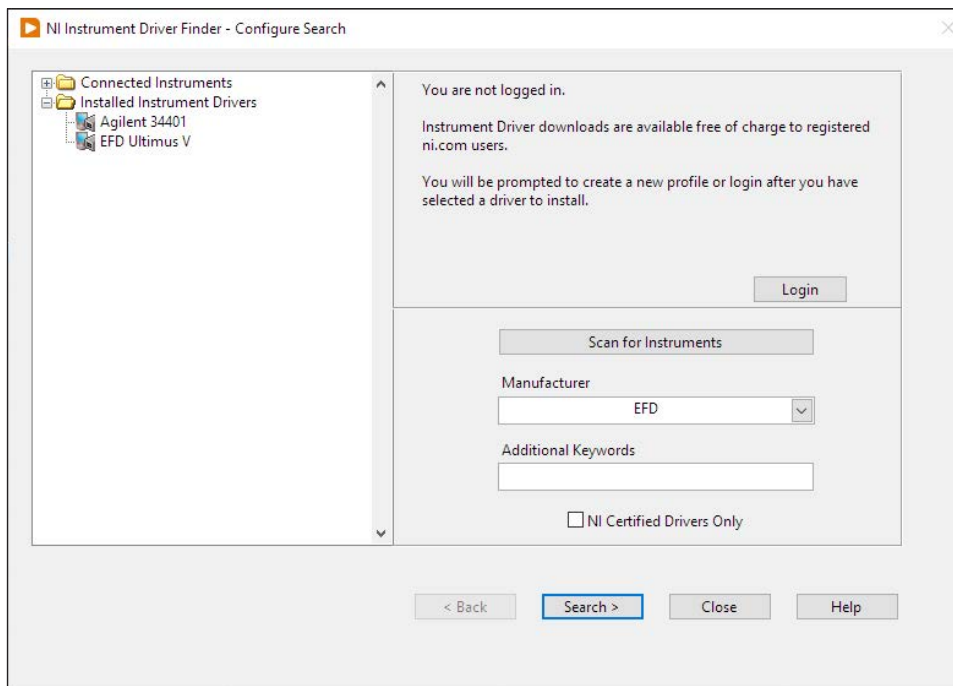 NI Instrument Driver Finder - Configure Search
Connected Instruments
Installed Instrument Drivers
Agilent 34401
EFD Ultimus V
You are not logged in.
Instrument Driver downloads are available free of charge to registered
ni.com users.
You will be prompted to create a new profile or login after you have
selected a driver to install.
Login
Scan for Instruments
Manufacturer
EFD
Additional Keywords
NI Certified Drivers Only
< Back
Search >
Close
Help